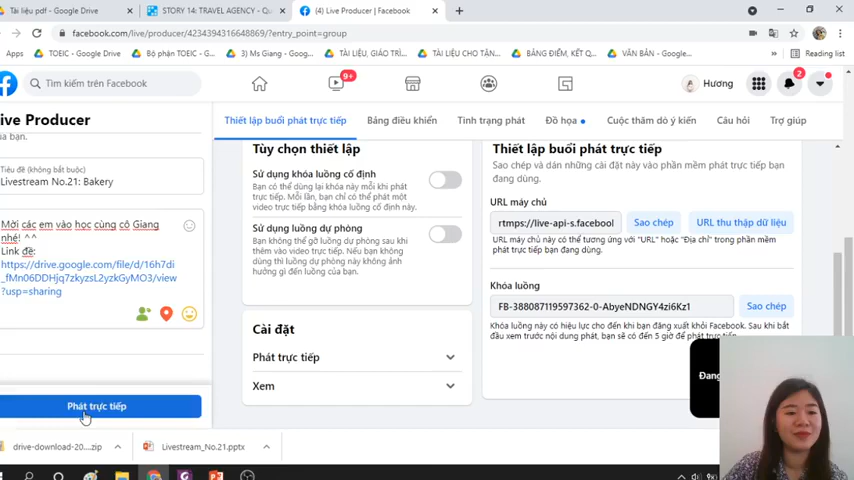 Tài liệu pdf - Google Drive
STORY 14: TRAVEL AGENCY - Qu
(4) Live Producer | Facebook
facebook.com/live/producer/4234394316648869/?entry_point=group
Apps
TOEIC - Google Drive
Bộ phận TOEIC - G...
3) Ms Giang - Googl...
TÀI LIỆU, GIÁO TRÌ...
TÀI LIỆU CHO TẬN...
BẢNG ĐIỂM, KẾT Q...
VĂN BẢN - Google...
Reading list
Tìm kiếm trên Facebook
9+
Hương
2
ive Producer
của bạn.
Thiết lập buổi phát trực tiếp
Bảng điều khiển
Tình trạng phát
Đồ họa
Cuộc thăm dò ý kiến
Câu hỏi
Trợ giúp
Tiêu đề (không bắt buộc)
Livestream No.21: Bakery
Mời các em vào học cùng cô Giang
nhé! ^^
Link đề:
https://drive.google.com/file/d/16h7di
_fMn06DDHjq7zkyzsL2yzkGyMO3/view
?usp=sharing
Phát trực tiếp
Tùy chọn thiết lập
Sử dụng khóa luồng cố định
Bạn có thể dùng lại khóa này mỗi khi phát
trực tiếp. Mỗi lần, bạn chỉ có thể phát một
video trực tiếp bằng khóa luồng cố định này.
Sử dụng luồng dự phòng
Bạn không thể gỡ luồng dự phòng sau khi
thêm vào video trực tiếp. Nếu bạn không
dùng thì luồng dự phòng này không ảnh
hưởng gì đến luồng của bạn.
Cài đặt
Phát trực tiếp
Xem
Thiết lập buổi phát trực tiếp
Sao chép và dán những cài đặt này vào phần mềm phát trực tiếp bạn
đang dùng.
URL máy chủ
rtmps://live-api-s.facebool
Sao chép
URL thu thập dữ liệu
URL máy chủ này có thể tương ứng với "URL" hoặc "Địa chỉ" trong phần mềm
phát trực tiếp bạn đang dùng.
Khóa luồng
FB-388087119597362-0-AbyeNDNGY4zi6Kz1
Sao chép
Khóa luồng này có hiệu lực cho đến khi bạn đăng xuất khỏi Facebook. Sau khi bắt
đầu xem trước nội dung phát, bạn sẽ có đến 5 giờ để phát trực tiếp.
Đang
drive-download-20....zip
Livestream_No.21.pptx